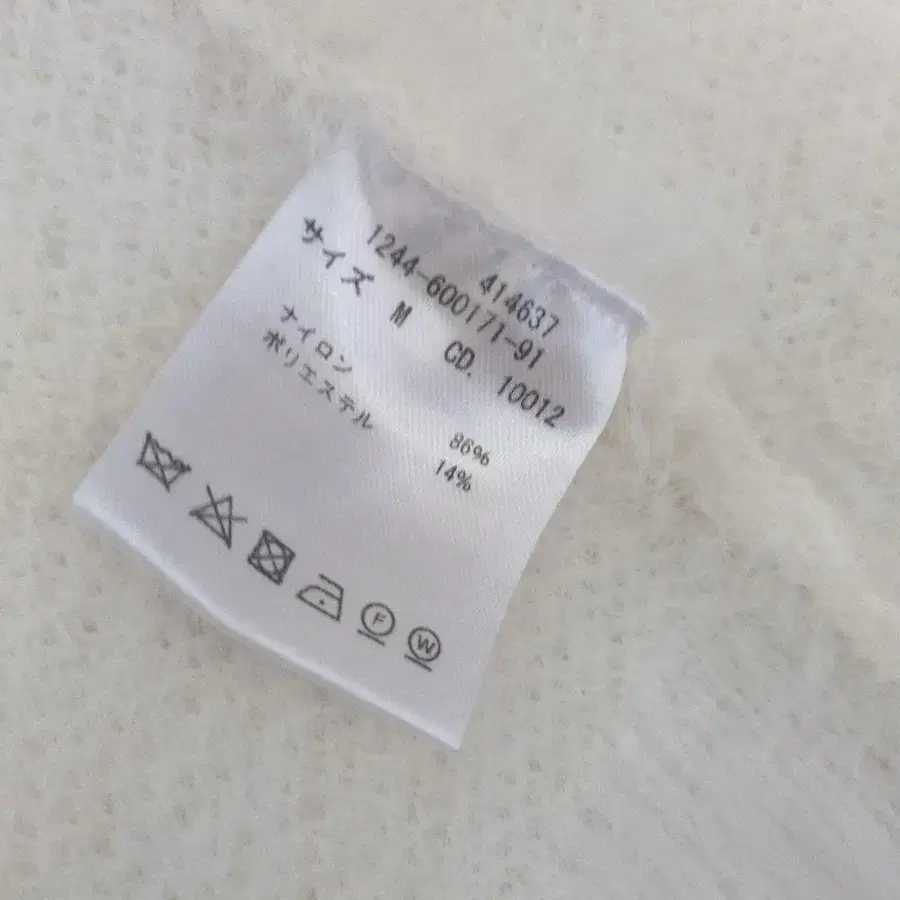 414637
1244-600171-91
サイズ M CD. 10012
ナイロン 86%
ポリエステル 14%
F W